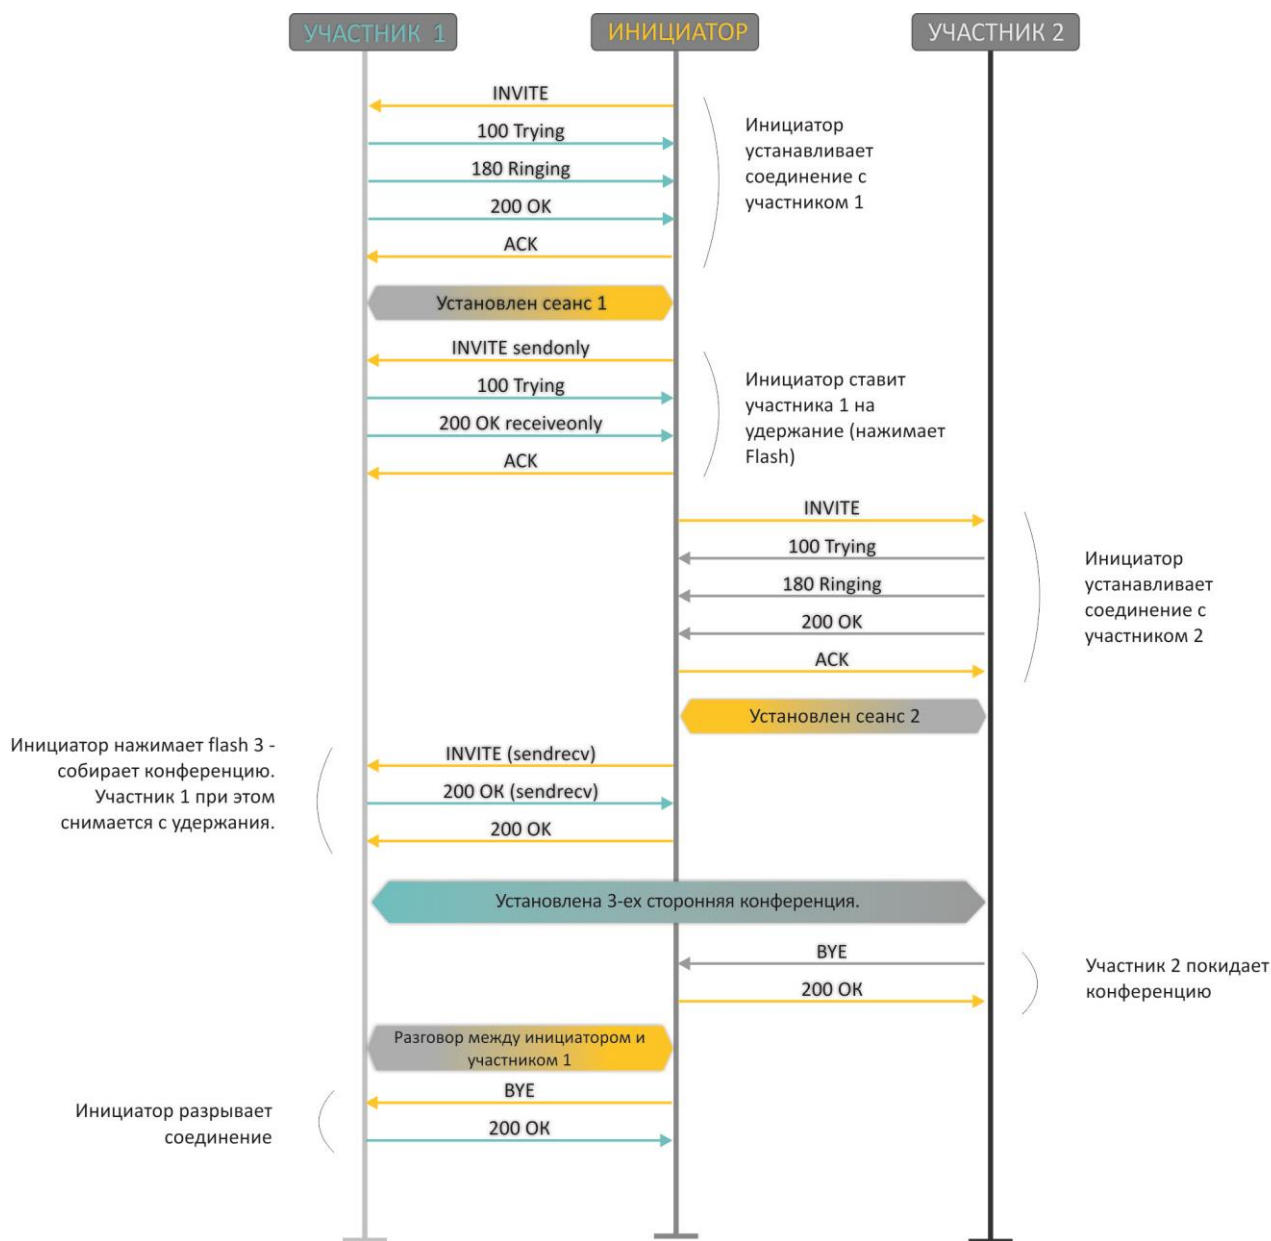 УЧАСТНИК 1
ИНИЦИАТОР
УЧАСТНИК 2
INVITE
100 Trying
180 Ringing
200 OK
ACK
Инициатор
устанавливает
соединение с
участником 1
Установлен сеанс 1
INVITE sendonly
100 Trying
200 OK receiveonly
ACK
Инициатор ставит
участника 1 на
удержание (нажимает
Flash)
INVITE
100 Trying
180 Ringing
200 OK
ACK
Инициатор
устанавливает
соединение с
участником 2
Установлен сеанс 2
Инициатор нажимает flash 3 -
собирает конференцию.
Участник 1 при этом
снимается с удержания.
INVITE (sendrecv)
200 OK (sendrecv)
200 OK
Установлена 3-ех сторонняя конференция.
BYE
200 OK
Участник 2 покидает
конференцию
Разговор между инициатором и
участником 1
BYE
200 OK
Инициатор разрывает
соединение